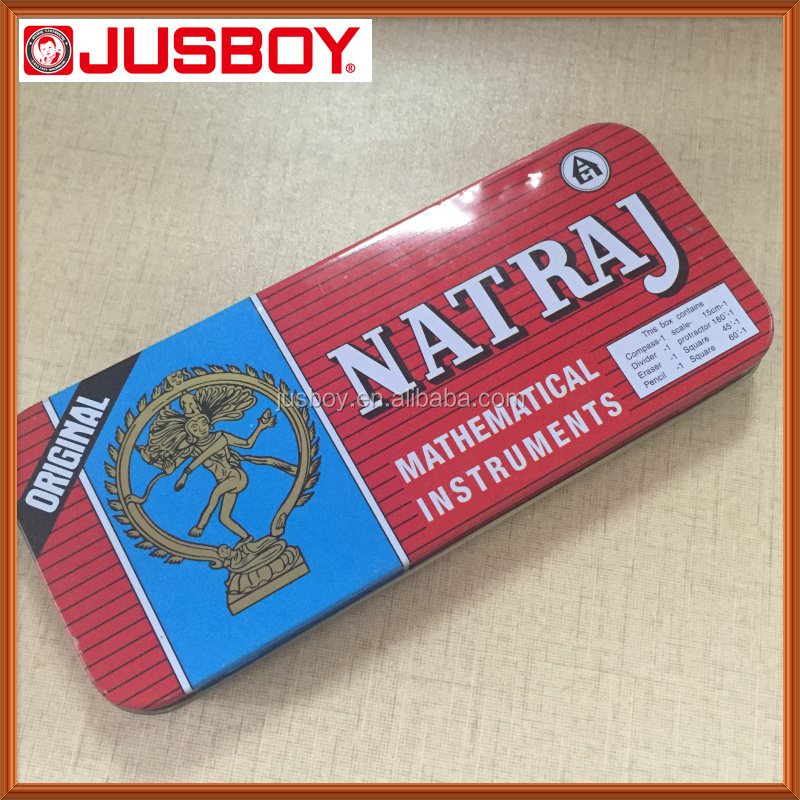 JUSBOY®
NATRAJ
MATHEMATICAL
INSTRUMENTS
ORIGINAL
This box contains
Compass-1 scale- 15cm-1
Divider -1 protractor 180°-1
Eraser -1 Square 45°-1
Pencil -1 Square 60°-1
jusboy.en.alibaba.com